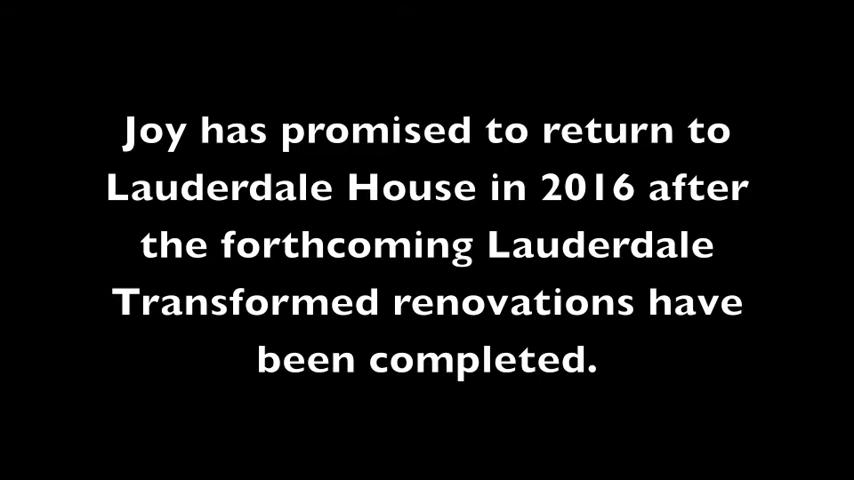 Joy has promised to return to
Lauderdale House in 2016 after
the forthcoming Lauderdale
Transformed renovations have
been completed.